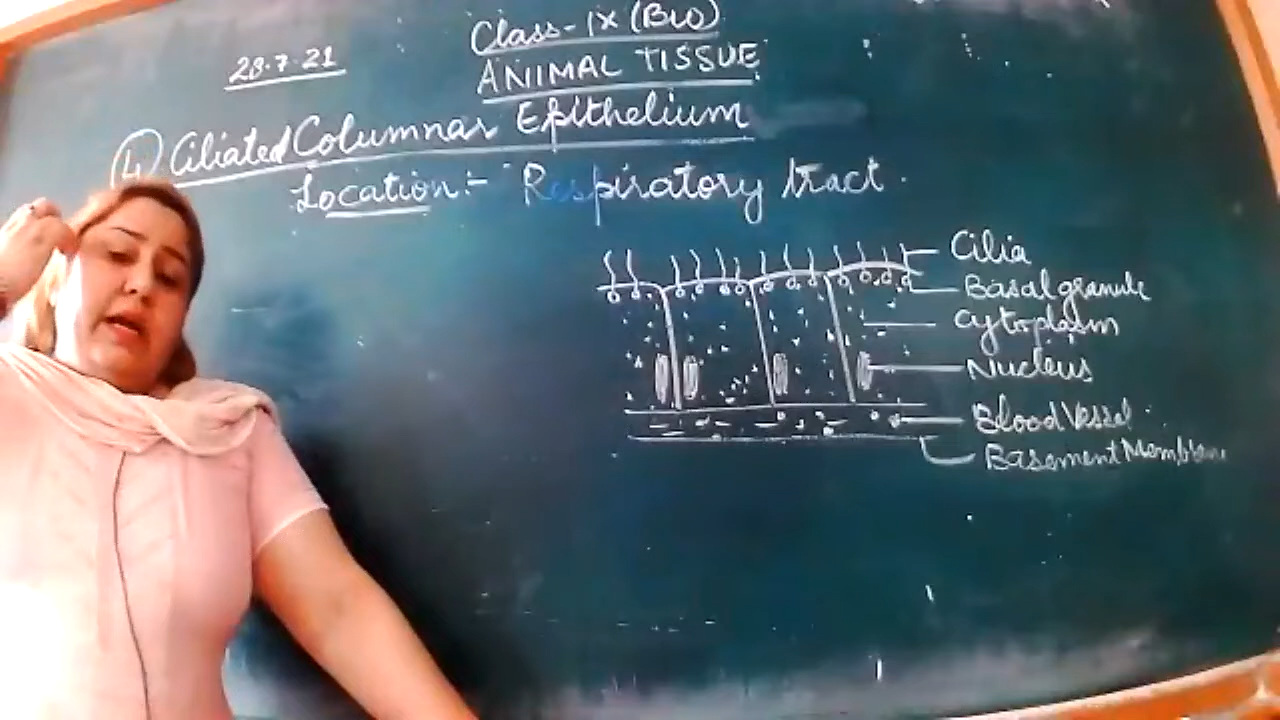 Class-IX (Bio)
28.7.21
ANIMAL TISSUE
4 Ciliated Columnar Epithelium
Location:- Respiratory tract.
Cilia
Basal granule
Cytoplasm
Nucleus
Blood Vessel
Basement Membrane